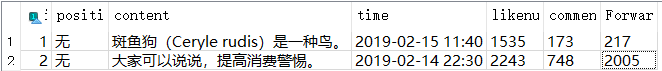 positi content time likenu commen Forwar
1 1 无 斑鱼狗（Ceryle rudis）是一种鸟。 2019-02-15 11:40 1535 173 217
2 2 无 大家可以说说，提高消费警惕。 2019-02-14 22:30 2243 748 2005